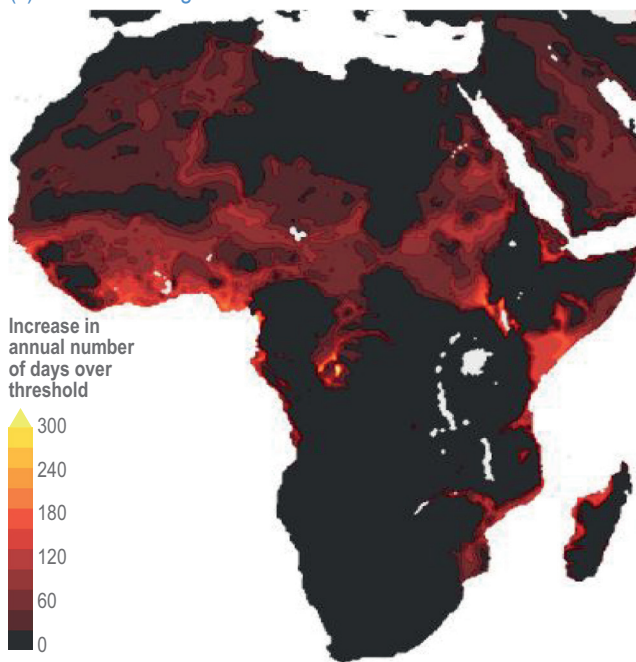 Increase in
annual number
of days over
threshold
300
240
180
120
60
0